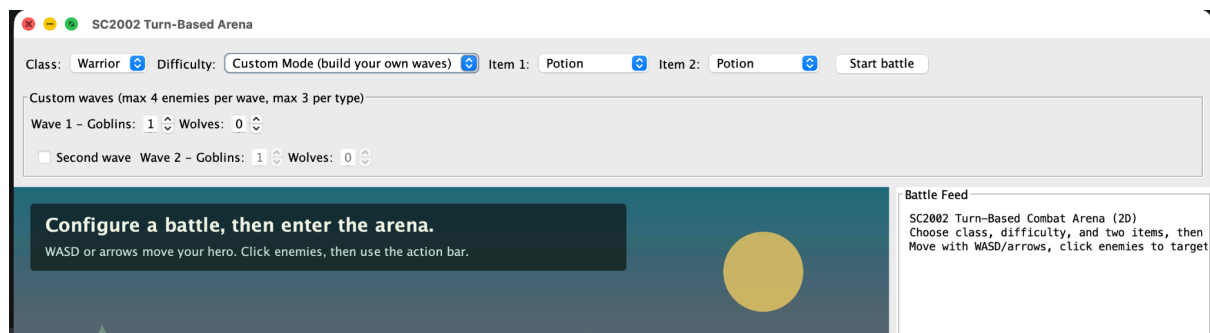 SC2002 Turn-Based Arena
Class: Warrior Difficulty: Custom Mode (build your own waves) Item 1: Potion Item 2: Potion Start battle
Custom waves (max 4 enemies per wave, max 3 per type)
Wave 1 - Goblins: 1 Wolves: 0
Second wave Wave 2 - Goblins: 1 Wolves: 0
Configure a battle, then enter the arena.
WASD or arrows move your hero. Click enemies, then use the action bar.
Battle Feed
SC2002 Turn-Based Combat Arena (2D)
Choose class, difficulty, and two items, then
Move with WASD/arrows, click enemies to target